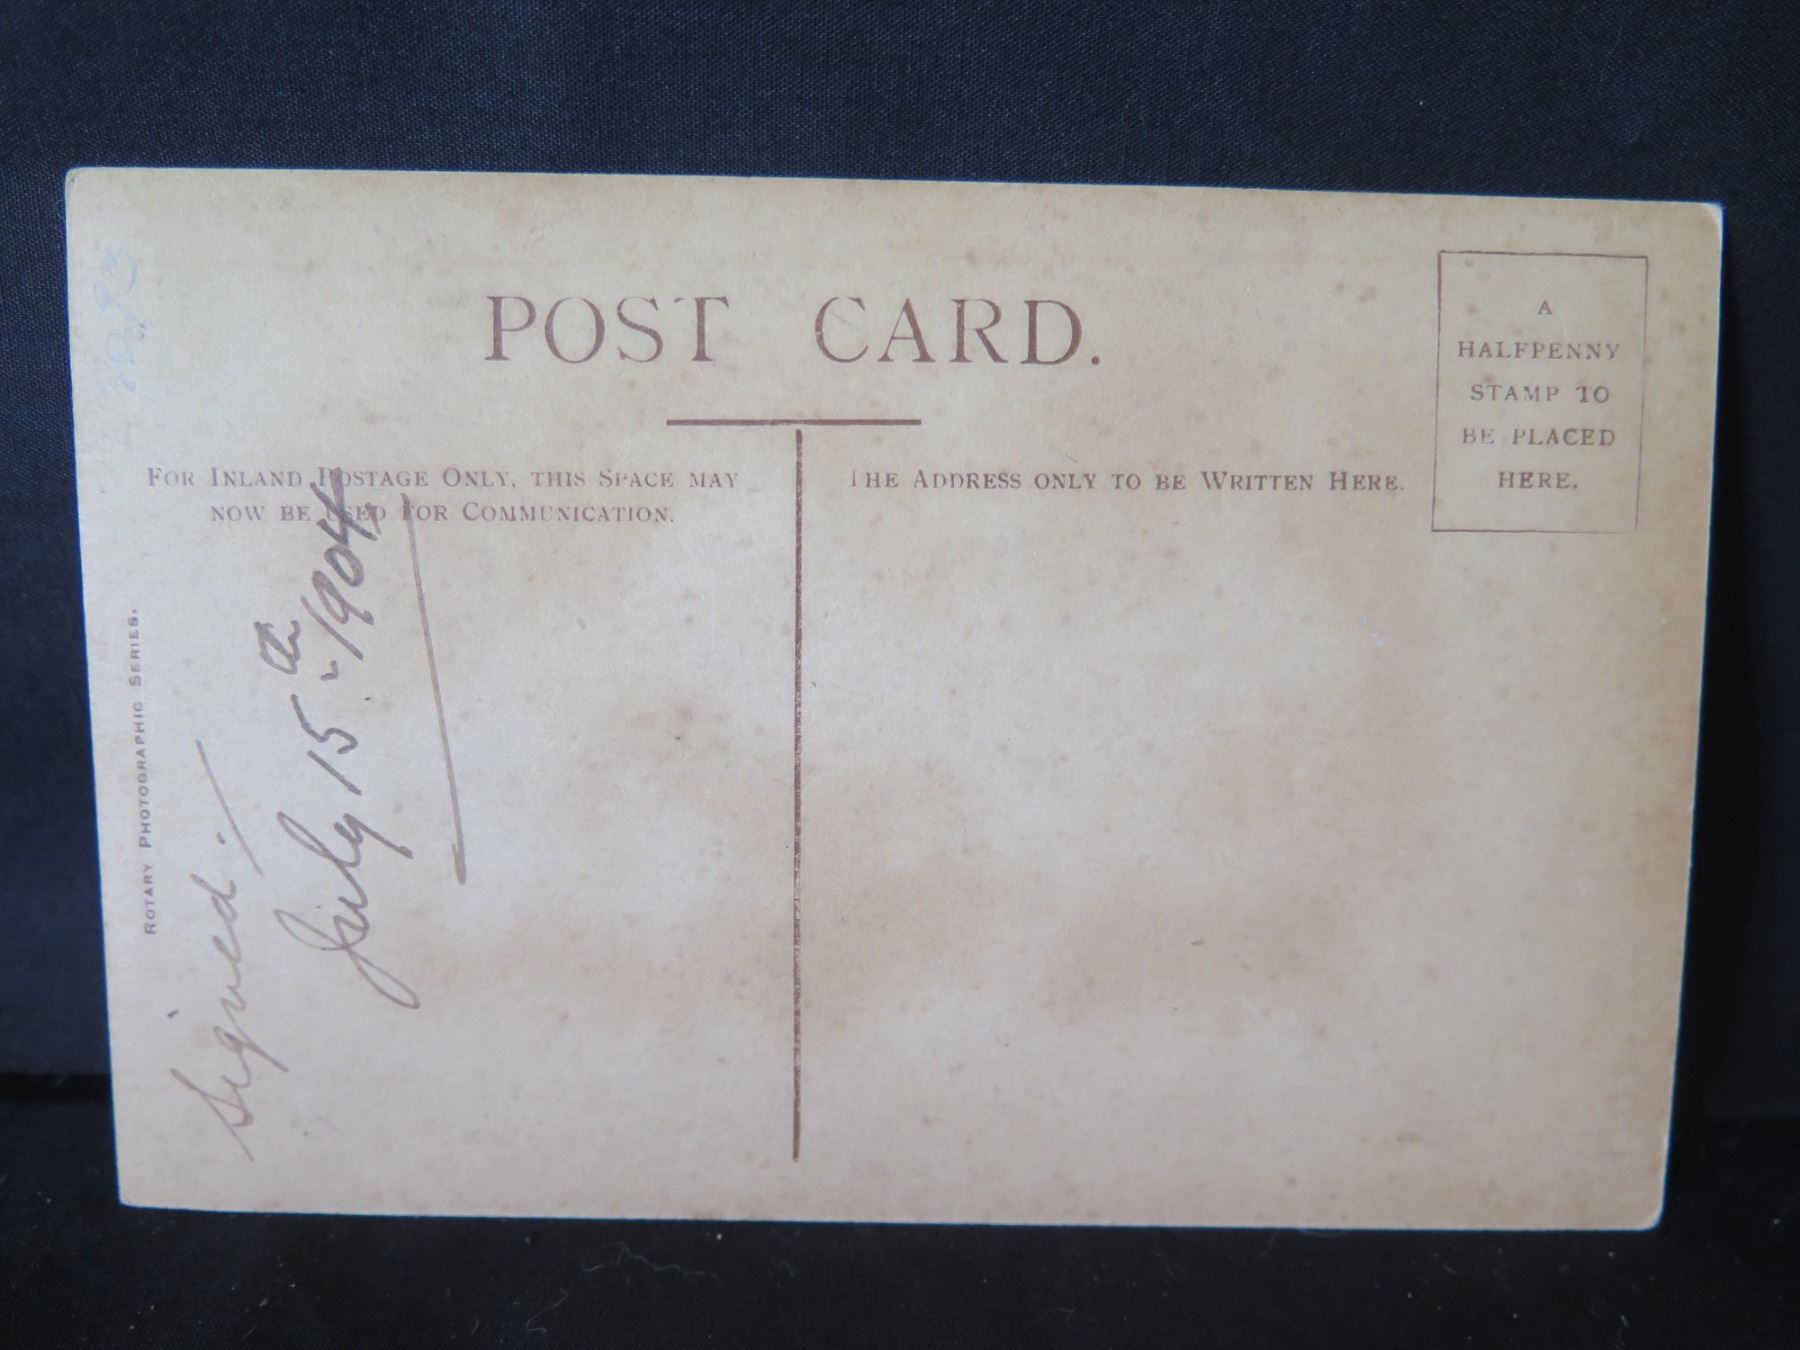 POST CARD.
A
HALFPENNY
STAMP TO
BE PLACED
HERE.
FOR INLAND POSTAGE ONLY, THIS SPACE MAY
NOW BE USED FOR COMMUNICATION.
THE ADDRESS ONLY TO BE WRITTEN HERE.
ROTARY PHOTOGRAPHIC SERIES.
Signed.
July 15th - 1904